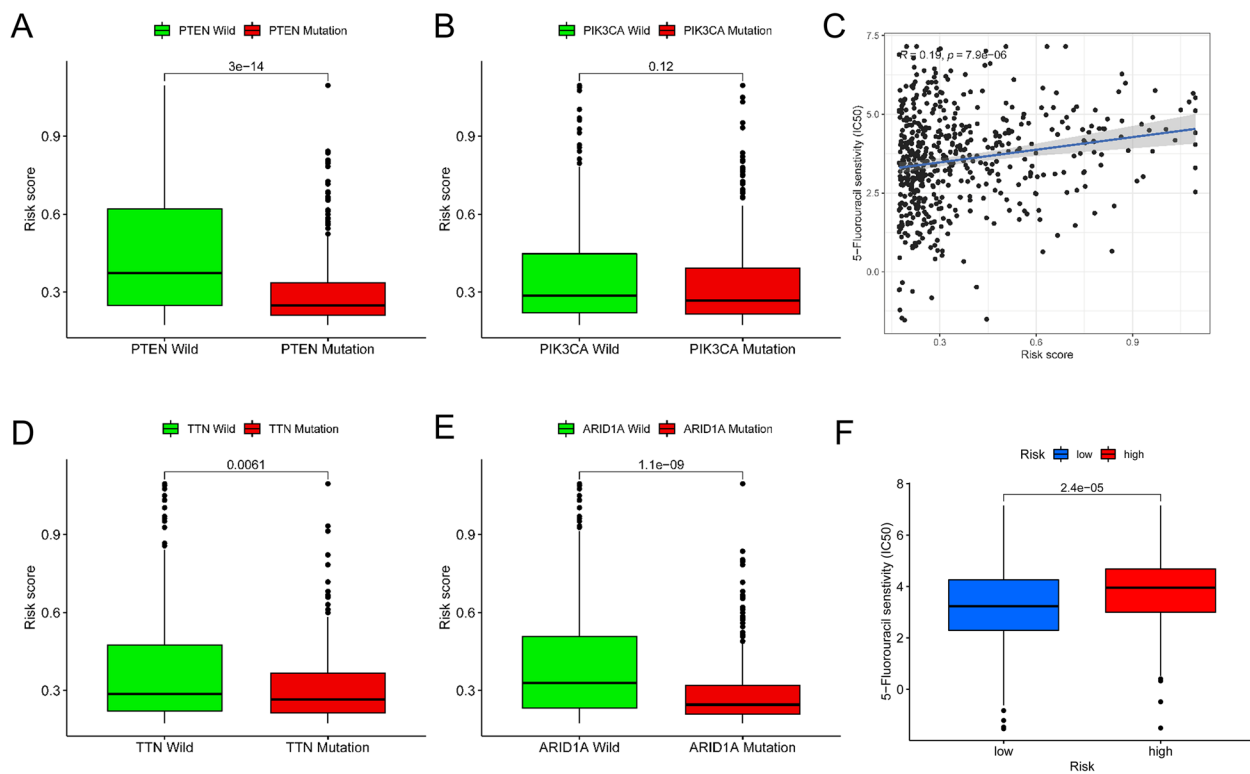 A
PTEN Wild PTEN Mutation
3e−14
0.9
0.6
0.3
Risk score
PTEN Wild PTEN Mutation
B
PIK3CA Wild PIK3CA Mutation
0.12
0.9
0.6
0.3
Risk score
PIK3CA Wild PIK3CA Mutation
C
R = 0.19, p = 7.9e−06
7.5
5.0
2.5
0.0
5−Fluorouracil senstivity (IC50)
0.3 0.6 0.9
Risk score
D
TTN Wild TTN Mutation
0.0061
0.9
0.6
0.3
Risk score
TTN Wild TTN Mutation
E
ARID1A Wild ARID1A Mutation
1.1e−09
0.9
0.6
0.3
Risk score
ARID1A Wild ARID1A Mutation
F
Risk low high
2.4e−05
8
6
4
2
0
5−Fluorouracil senstivity (IC50)
low high
Risk